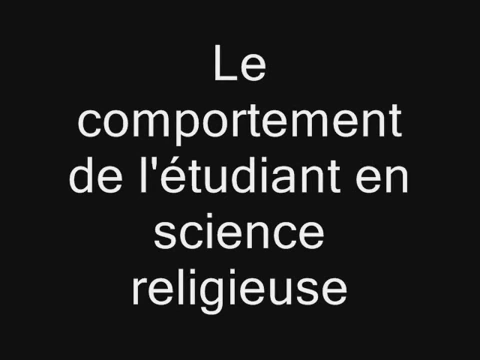 Le
comportement
de l'étudiant en
science
religieuse